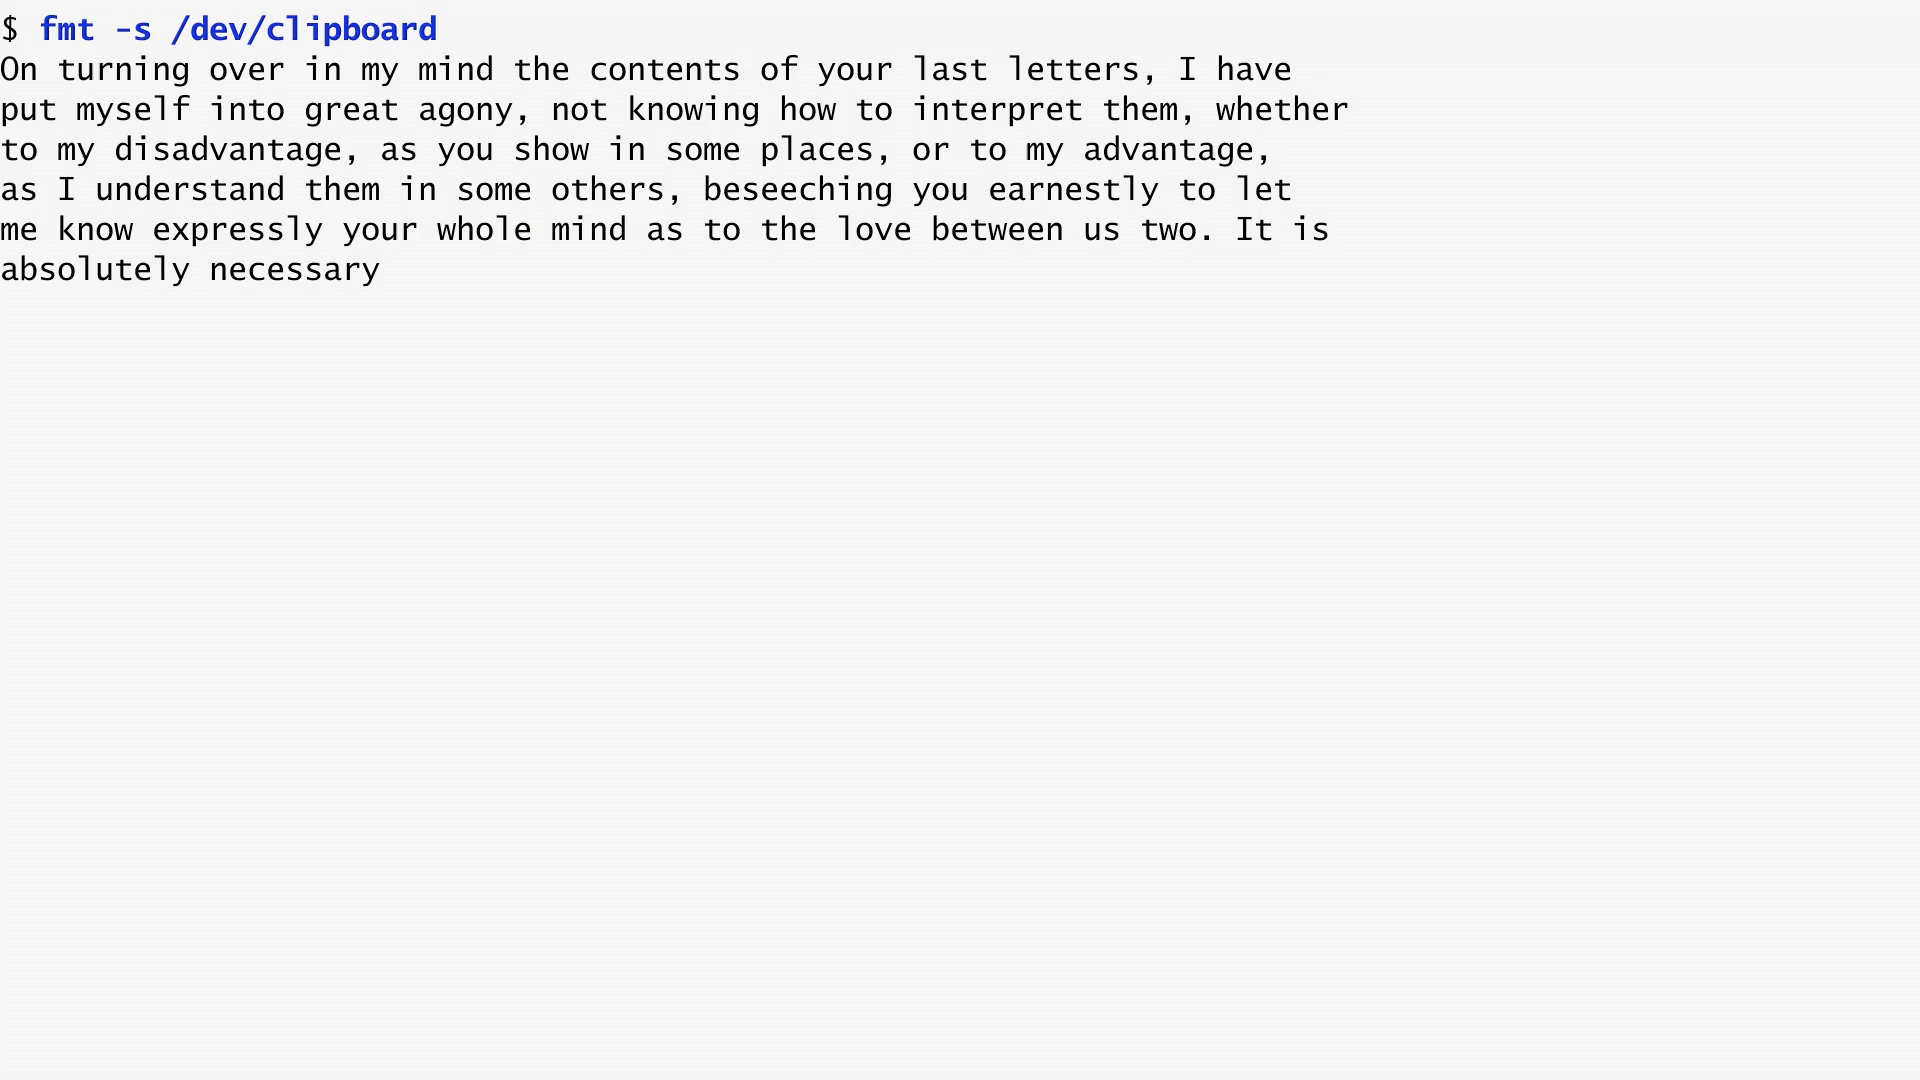 $ fmt -s /dev/clipboard
On turning over in my mind the contents of your last letters, I have
put myself into great agony, not knowing how to interpret them, whether
to my disadvantage, as you show in some places, or to my advantage,
as I understand them in some others, beseeching you earnestly to let
me know expressly your whole mind as to the love between us two. It is
absolutely necessary